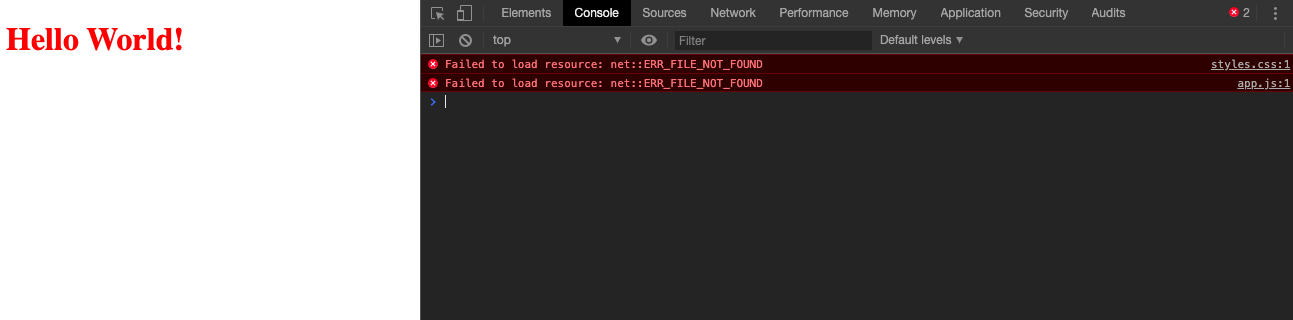 Hello World!
Elements Console Sources Network Performance Memory Application Security Audits 2
top Filter Default levels
Failed to load resource: net::ERR_FILE_NOT_FOUND styles.css:1
Failed to load resource: net::ERR_FILE_NOT_FOUND app.js:1